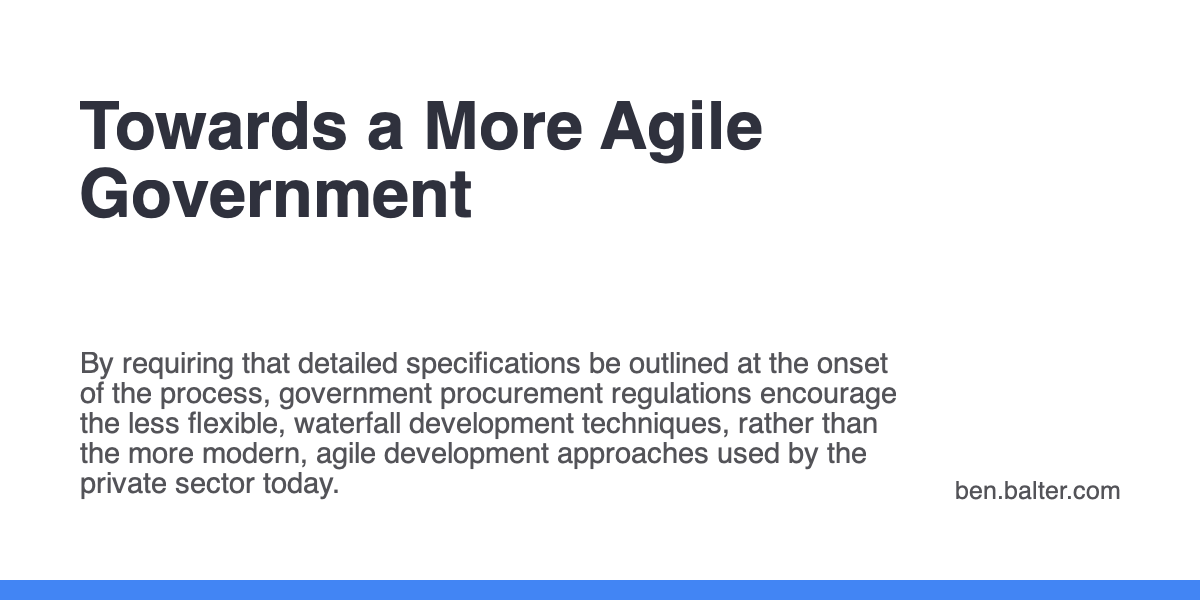 Towards a More Agile
Government
By requiring that detailed specifications be outlined at the onset
of the process, government procurement regulations encourage
the less flexible, waterfall development techniques, rather than
the more modern, agile development approaches used by the
private sector today.
ben.balter.com